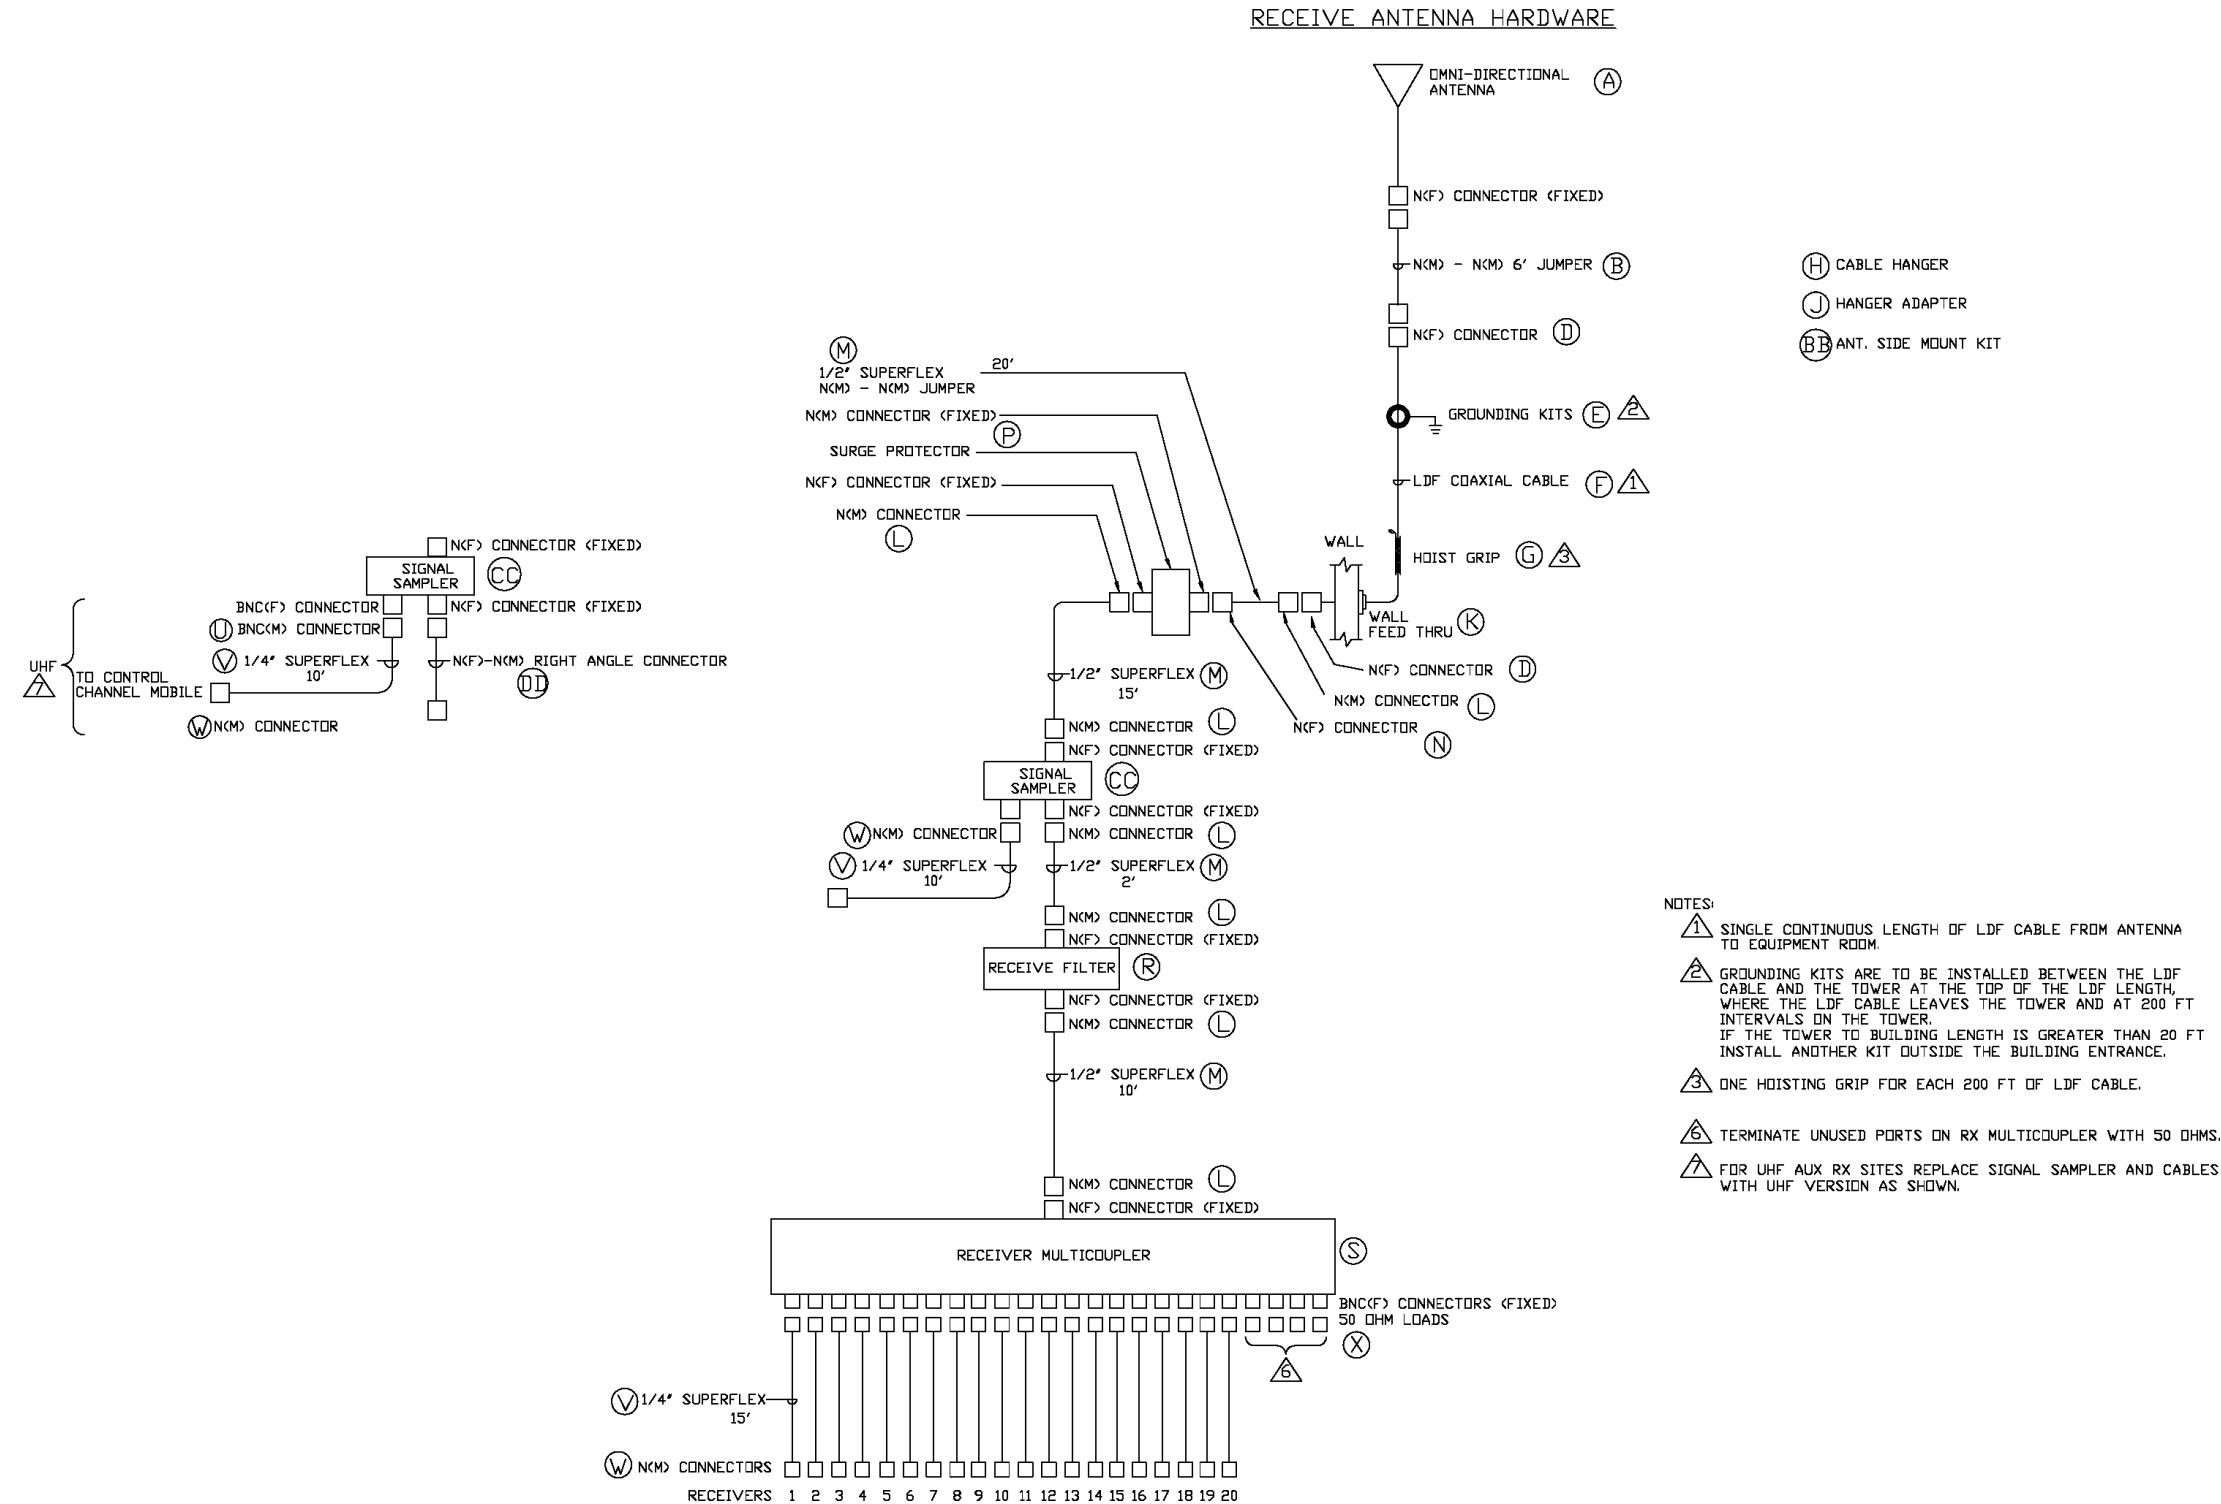 RECEIVE ANTENNA HARDWARE
OMNI-DIRECTIONAL
ANTENNA
A
N(F) CONNECTOR (FIXED)
N(M) - N(M) 6' JUMPER
B
N(F) CONNECTOR
D
GROUNDING KITS
E
2
LDF COAXIAL CABLE
F
1
HOIST GRIP
G
3
WALL
WALL
FEED THRU
K
N(F) CONNECTOR
D
N(M) CONNECTOR
L
N(F) CONNECTOR
N
H
CABLE HANGER
J
HANGER ADAPTER
BB
ANT. SIDE MOUNT KIT
M
1/2" SUPERFLEX
N(M) - N(M) JUMPER
20'
N(M) CONNECTOR (FIXED)
P
SURGE PROTECTOR
N(F) CONNECTOR (FIXED)
N(M) CONNECTOR
L
N(F) CONNECTOR (FIXED)
SIGNAL
SAMPLER
CC
BNC(F) CONNECTOR
N(F) CONNECTOR (FIXED)
U
BNC(M) CONNECTOR
V
1/4" SUPERFLEX
10'
N(F)-N(M) RIGHT ANGLE CONNECTOR
DD
UHF
7
TO CONTROL
CHANNEL MOBILE
W
N(M) CONNECTOR
1/2" SUPERFLEX
M
15'
N(M) CONNECTOR
L
N(F) CONNECTOR (FIXED)
SIGNAL
SAMPLER
CC
N(F) CONNECTOR (FIXED)
W
N(M) CONNECTOR
N(M) CONNECTOR
L
V
1/4" SUPERFLEX
10'
1/2" SUPERFLEX
M
2'
N(M) CONNECTOR
L
N(F) CONNECTOR (FIXED)
RECEIVE FILTER
R
N(F) CONNECTOR (FIXED)
N(M) CONNECTOR
L
1/2" SUPERFLEX
M
10'
N(M) CONNECTOR
L
N(F) CONNECTOR (FIXED)
RECEIVER MULTICOUPLER
S
BNC(F) CONNECTORS (FIXED)
50 OHM LOADS
X
6
V
1/4" SUPERFLEX
15'
W
N(M) CONNECTORS
RECEIVERS 1 2 3 4 5 6 7 8 9 10 11 12 13 14 15 16 17 18 19 20
NOTES:
1 SINGLE CONTINUOUS LENGTH OF LDF CABLE FROM ANTENNA
TO EQUIPMENT ROOM.
2 GROUNDING KITS ARE TO BE INSTALLED BETWEEN THE LDF
CABLE AND THE TOWER AT THE TOP OF THE LDF LENGTH,
WHERE THE LDF CABLE LEAVES THE TOWER AND AT 200 FT
INTERVALS ON THE TOWER.
IF THE TOWER TO BUILDING LENGTH IS GREATER THAN 20 FT
INSTALL ANOTHER KIT OUTSIDE THE BUILDING ENTRANCE.
3 ONE HOISTING GRIP FOR EACH 200 FT OF LDF CABLE.
6 TERMINATE UNUSED PORTS ON RX MULTICOUPLER WITH 50 OHMS.
7 FOR UHF AUX RX SITES REPLACE SIGNAL SAMPLER AND CABLES
WITH UHF VERSION AS SHOWN.